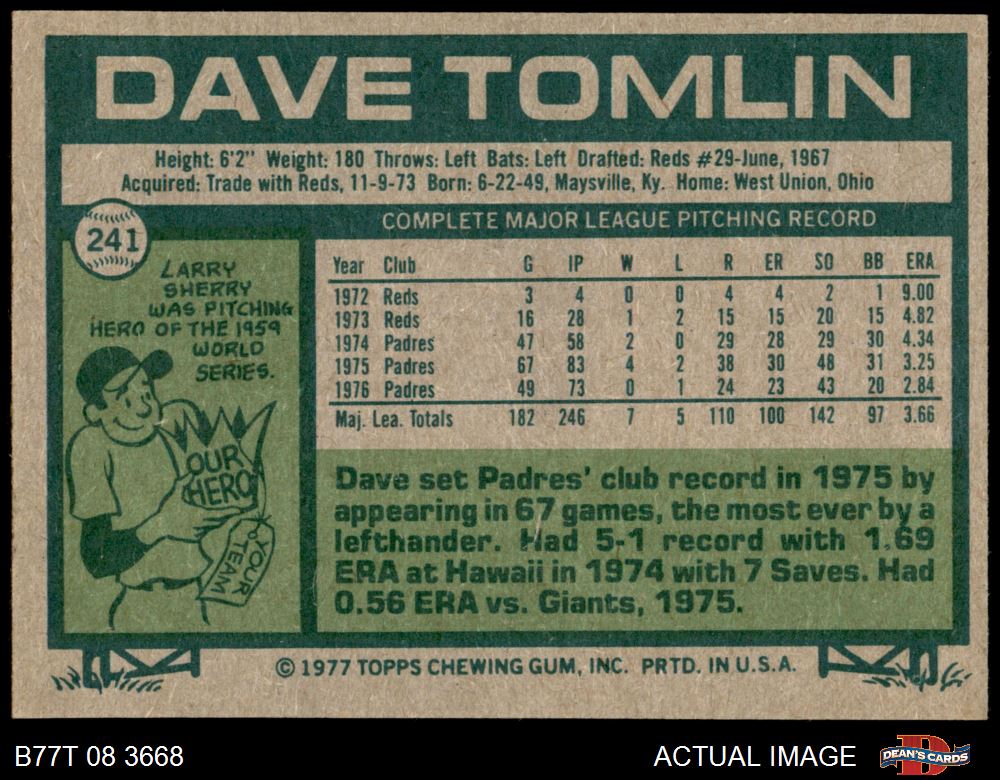 DAVE TOMLIN
Height: 6'2" Weight: 180 Throws: Left Bats: Left Drafted: Reds #29-June, 1967
Acquired: Trade with Reds, 11-9-73 Born: 6-22-49, Maysville, Ky. Home: West Union, Ohio
241
LARRY
SHERRY
WAS PITCHING
HERO OF THE 1959
WORLD
SERIES.
OUR
HERO
YOUR
TEAM
COMPLETE MAJOR LEAGUE PITCHING RECORD
Year Club G IP W L R ER SO BB ERA
1972 Reds 3 4 0 0 4 4 2 1 9.00
1973 Reds 16 28 1 2 15 15 20 15 4.82
1974 Padres 47 58 2 0 29 28 29 30 4.34
1975 Padres 67 83 4 2 38 30 48 31 3.25
1976 Padres 49 73 0 1 24 23 43 20 2.84
Maj. Lea. Totals 182 246 7 5 110 100 142 97 3.66
Dave set Padres' club record in 1975 by
appearing in 67 games, the most ever by a
lefthander. Had 5-1 record with 1.69
ERA at Hawaii in 1974 with 7 Saves. Had
0.56 ERA vs. Giants, 1975.
© 1977 TOPPS CHEWING GUM, INC. PRTD. IN U.S.A.
B77T 08 3668
ACTUAL IMAGE
D
DEAN'S CARDS